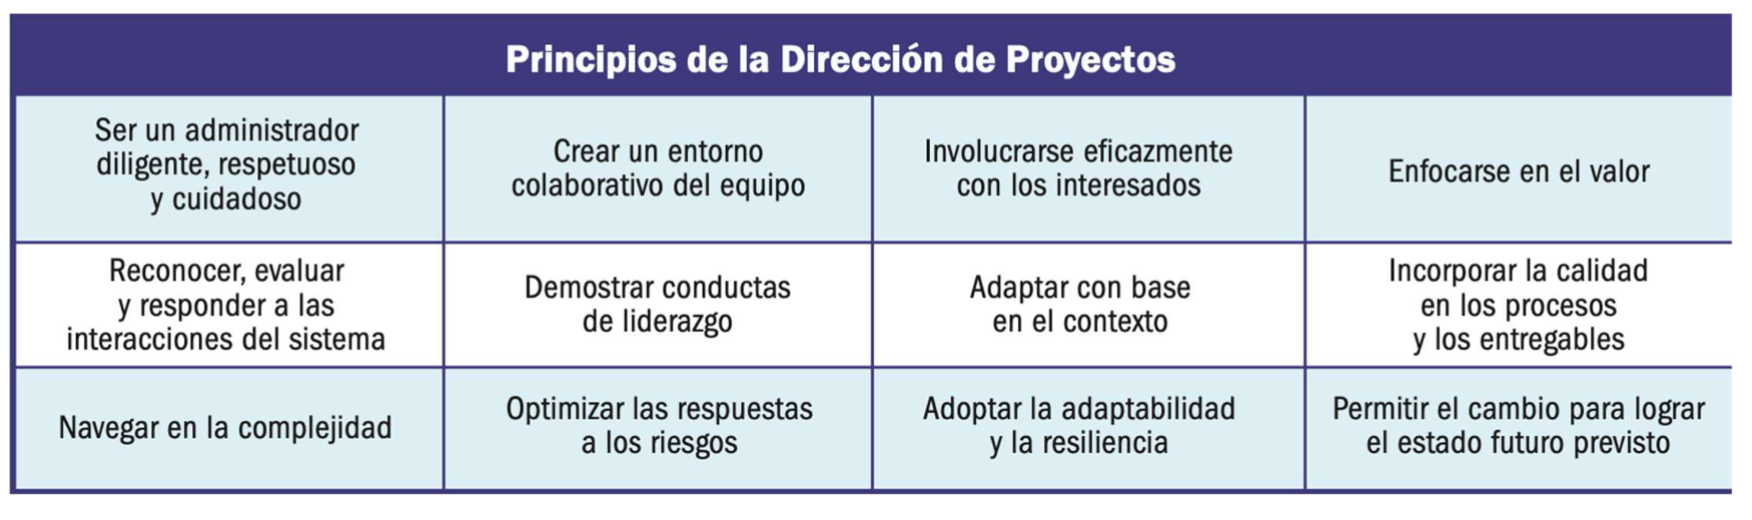 Principios de la Dirección de Proyectos
Ser un administrador
diligente, respetuoso
y cuidadoso
Crear un entorno
colaborativo del equipo
Involucrarse eficazmente
con los interesados
Enfocarse en el valor
Reconocer, evaluar
y responder a las
interacciones del sistema
Demostrar conductas
de liderazgo
Adaptar con base
en el contexto
Incorporar la calidad
en los procesos
y los entregables
Navegar en la complejidad
Optimizar las respuestas
a los riesgos
Adoptar la adaptabilidad
y la resiliencia
Permitir el cambio para lograr
el estado futuro previsto